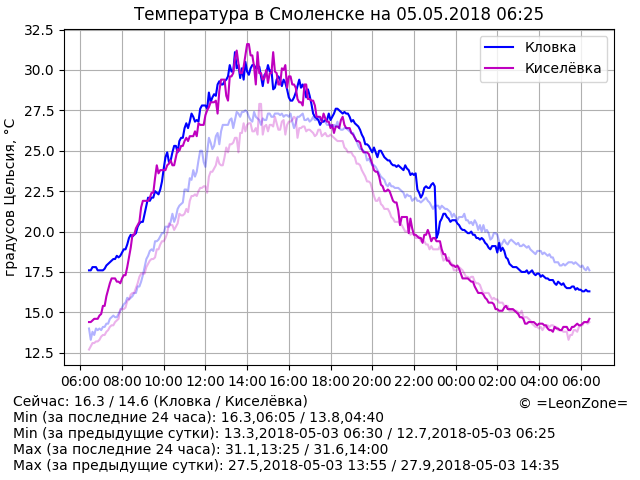 Температура в Смоленске на 05.05.2018 06:25
Кловка
Киселёвка
градусов Цельсия, °C
32.5
30.0
27.5
25.0
22.5
20.0
17.5
15.0
12.5
06:00 08:00 10:00 12:00 14:00 16:00 18:00 20:00 22:00 00:00 02:00 04:00 06:00
Сейчас: 16.3 / 14.6 (Кловка / Киселёвка)
© =LeonZone=
Min (за последние 24 часа): 16.3,06:05 / 13.8,04:40
Min (за предыдущие сутки): 13.3,2018-05-03 06:30 / 12.7,2018-05-03 06:25
Max (за последние 24 часа): 31.1,13:25 / 31.6,14:00
Max (за предыдущие сутки): 27.5,2018-05-03 13:55 / 27.9,2018-05-03 14:35